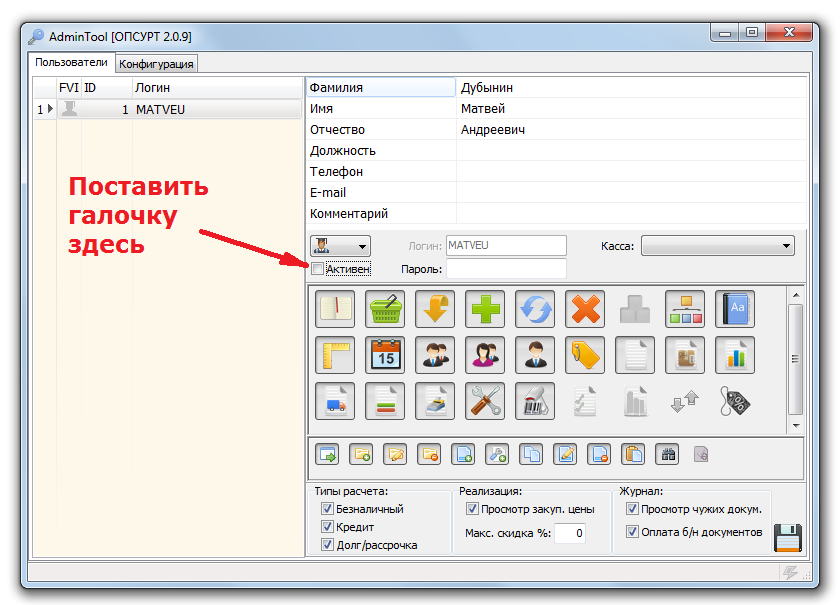 AdminTool [ОПСУРТ 2.0.9]
Пользователи Конфигурация
FVI ID Логин
1 1 MATVEU
Фамилия Дубынин
Имя Матвей
Отчество Андреевич
Должность
Телефон
E-mail
Комментарий
Поставить
галочку
здесь
Логин: MATVEU Касса:
Активен Пароль:
Aa
15
%
Типы расчета: Реализация: Журнал:
Безналичный Просмотр закуп. цены Просмотр чужих докум.
Кредит Макс. скидка %: 0 Оплата б/н документов
Долг/рассрочка